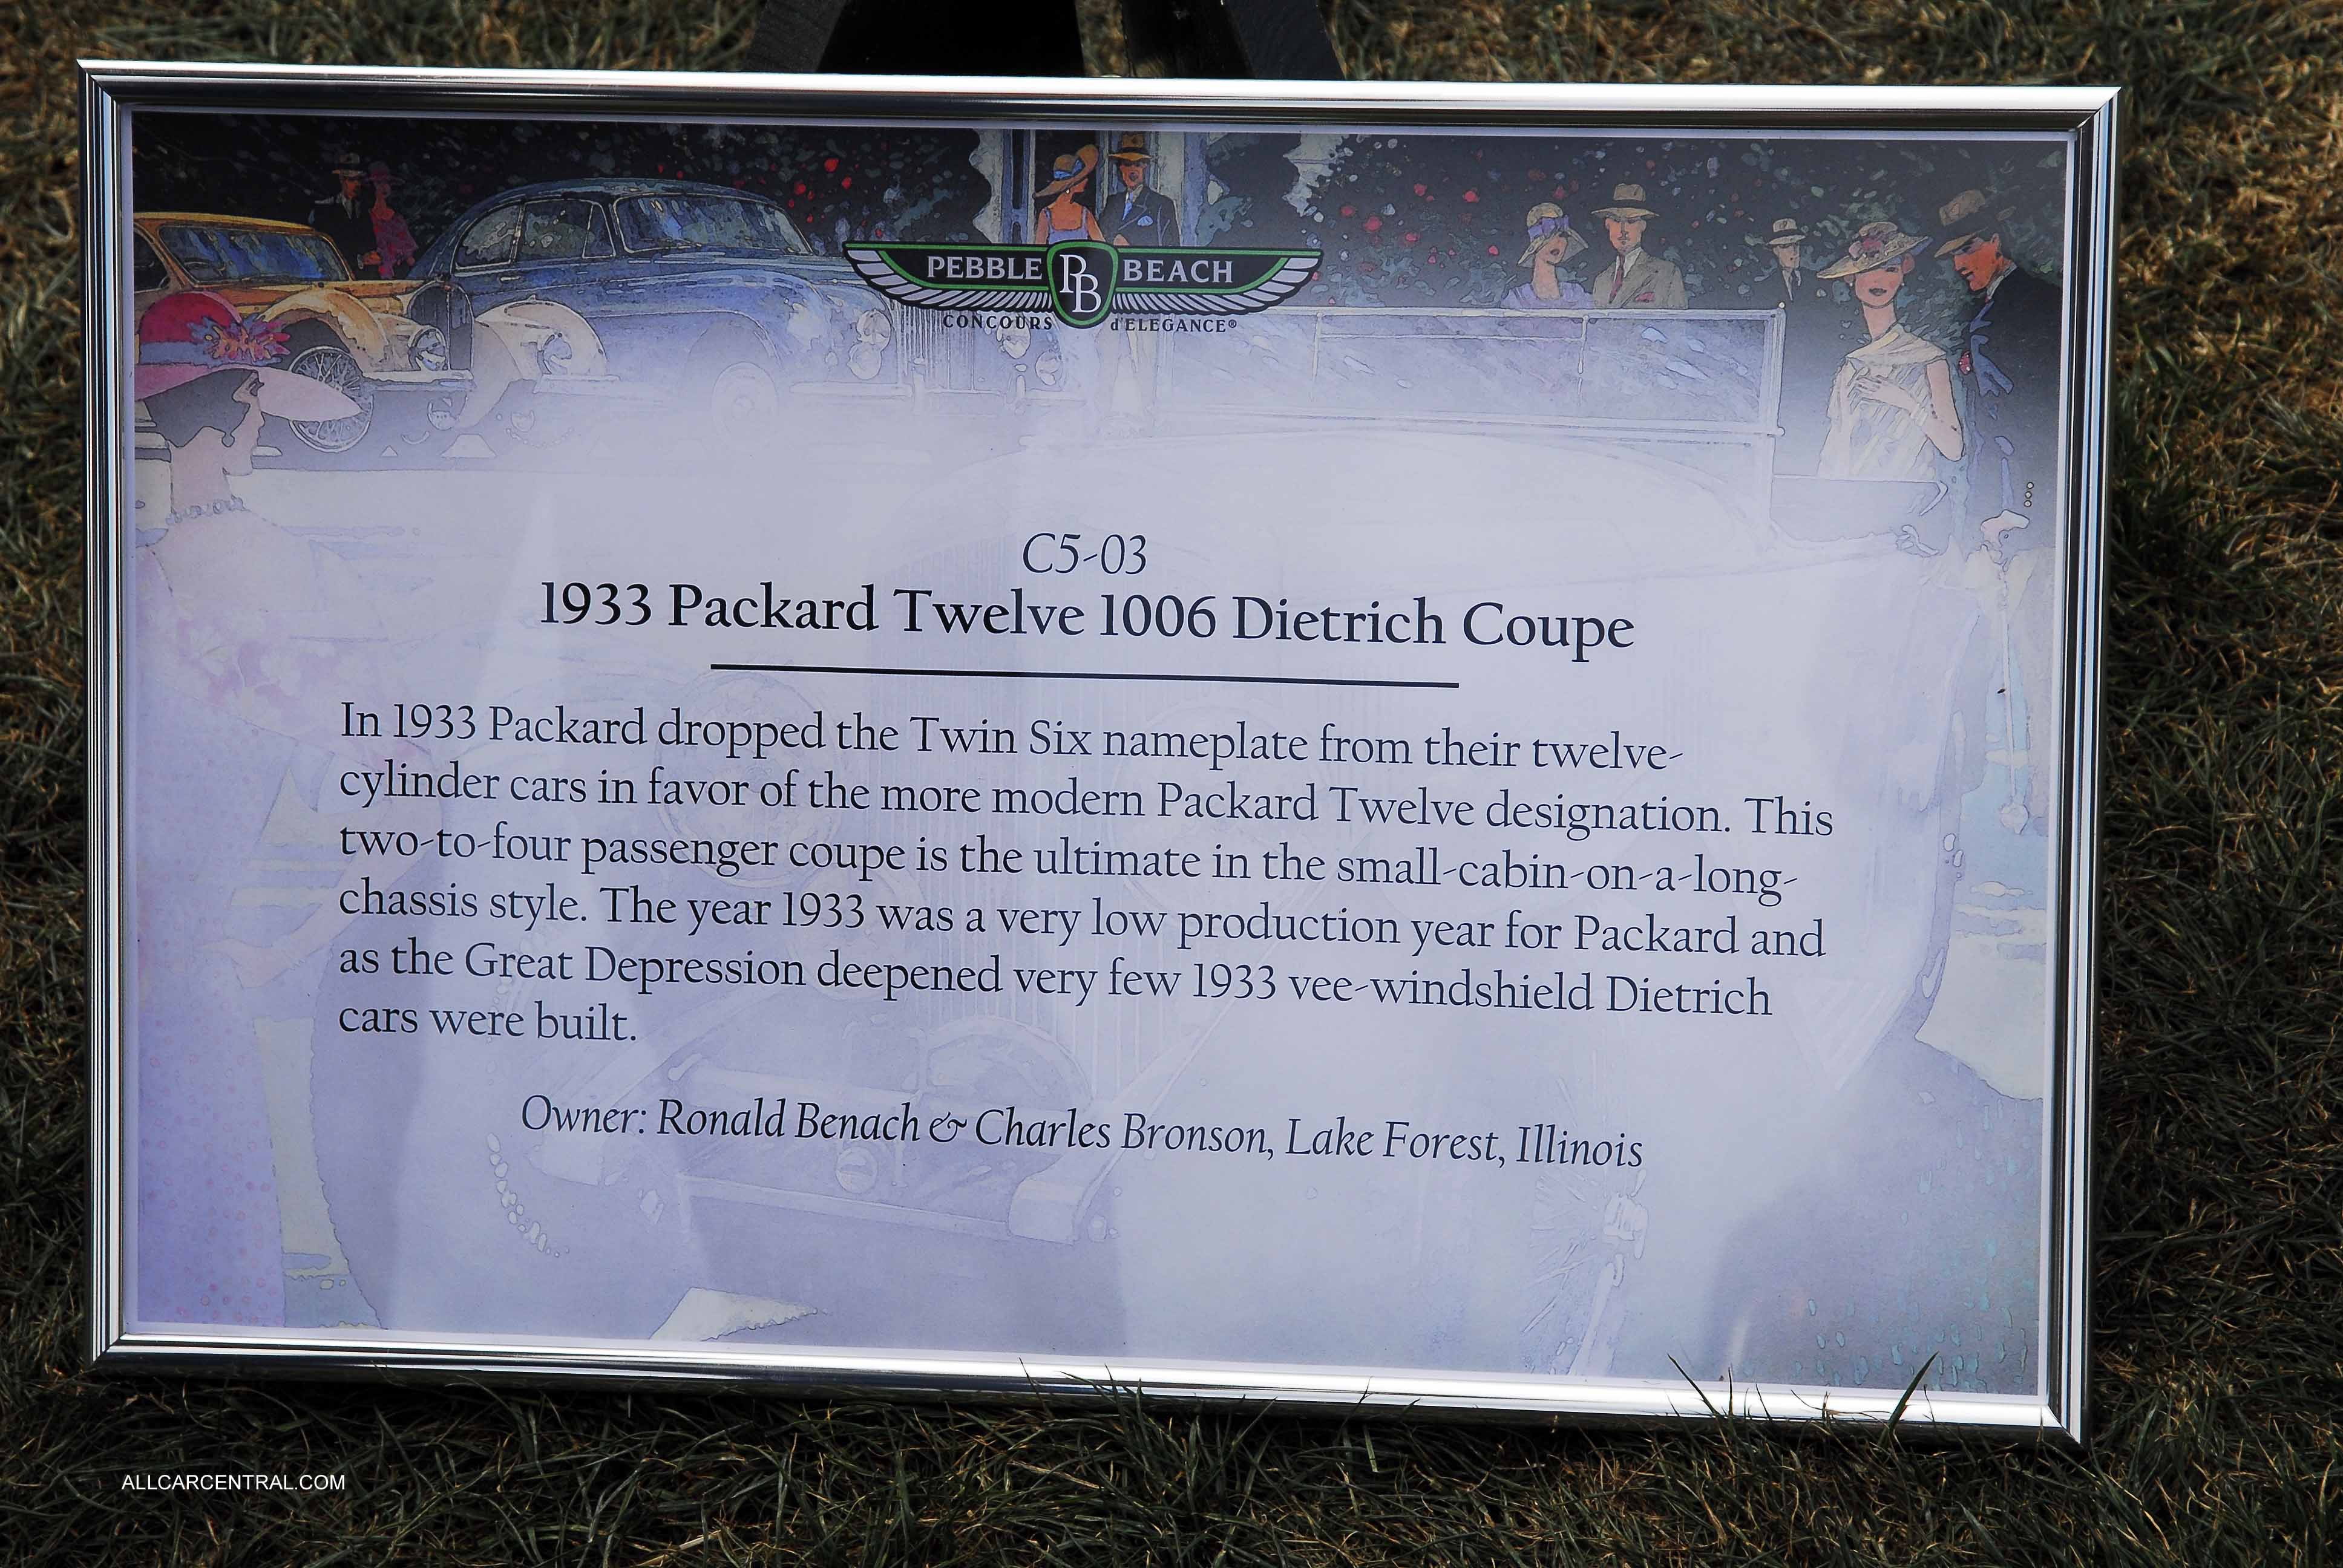 PEBBLE PB BEACH
CONCOURS d'ELEGANCE®
C5-03
1933 Packard Twelve 1006 Dietrich Coupe
In 1933 Packard dropped the Twin Six nameplate from their twelve-
cylinder cars in favor of the more modern Packard Twelve designation. This
two-to-four passenger coupe is the ultimate in the small-cabin-on-a-long-
chassis style. The year 1933 was a very low production year for Packard and
as the Great Depression deepened very few 1933 vee-windshield Dietrich
cars were built.
Owner: Ronald Benach & Charles Bronson, Lake Forest, Illinois
ALLCARCENTRAL.COM